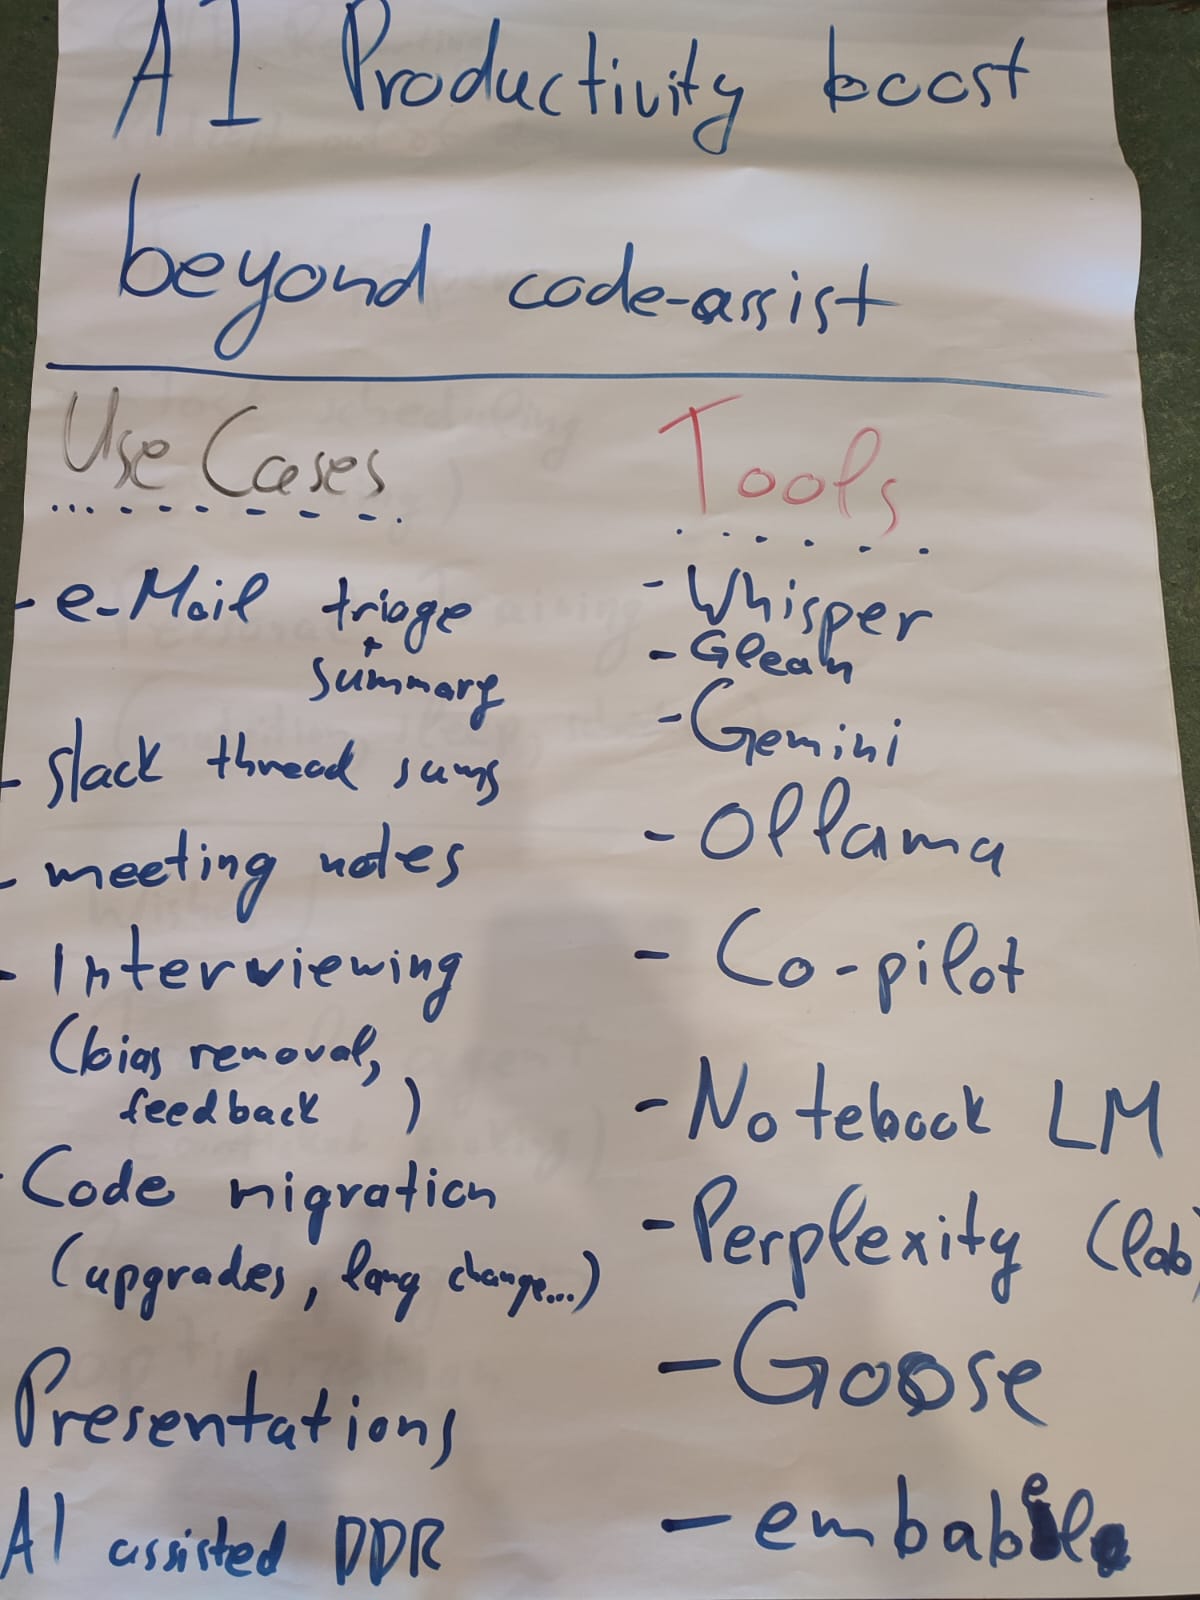 AI Productivity boost
beyond code-assist
Use Cases
- e-Mail triage
+
summary
- Slack thread sums
- meeting notes
- Interviewing
(bias removal,
feedback )
- Code migration
(upgrades, lang change...)
Presentations
AI assisted DDR
Tools
- Whisper
- Glean
- Gemini
- Ollama
- Co-pilot
- Notebook LM
- Perplexity (lab)
- Goose
- embabel